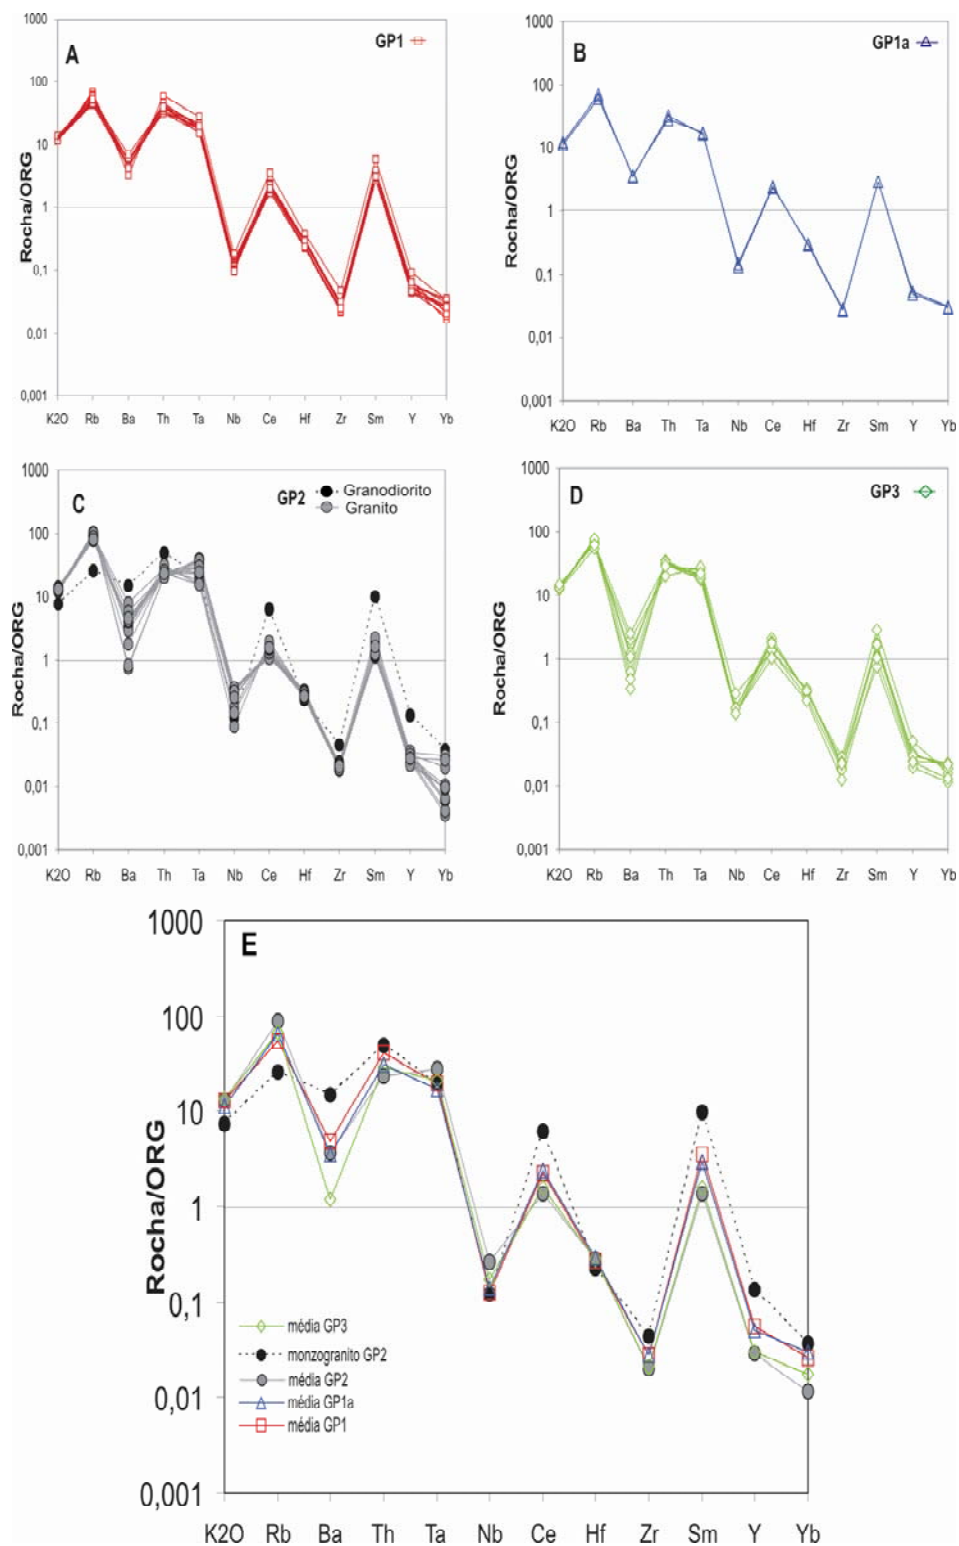 A
GP1
Rocha/ORG
1000
100
10
1
0,1
0,01
0,001
K2O Rb Ba Th Ta Nb Ce Hf Zr Sm Y Yb
B
GP1a
Rocha/ORG
1000
100
10
1
0,1
0,01
0,001
K2O Rb Ba Th Ta Nb Ce Hf Zr Sm Y Yb
C
GP2
Granodiorito
Granito
Rocha/ORG
1000
100
10
1
0,1
0,01
0,001
K2O Rb Ba Th Ta Nb Ce Hf Zr Sm Y Yb
D
GP3
Rocha/ORG
1000
100
10
1
0,1
0,01
0,001
K2O Rb Ba Th Ta Nb Ce Hf Zr Sm Y Yb
E
Rocha/ORG
1000
100
10
1
0,1
0,01
0,001
média GP3
monzogranito GP2
média GP2
média GP1a
média GP1
K2O Rb Ba Th Ta Nb Ce Hf Zr Sm Y Yb